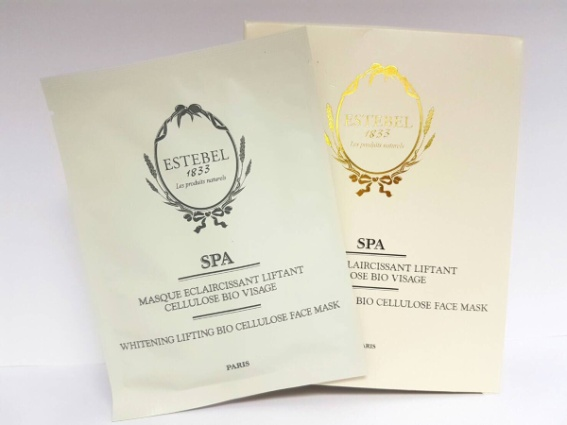 ESTEBEL
1833
Les produits naturels
SPA
MASQUE ECLAIRCISSANT LIFTANT
CELLULOSE BIO VISAGE
WHITENING LIFTING BIO CELLULOSE FACE MASK
PARIS
ESTEBEL
1833
Les produits naturels
SPA
LAIRCISSANT LIFTANT
OSE BIO VISAGE
BIO CELLULOSE FACE MASK
ARIS